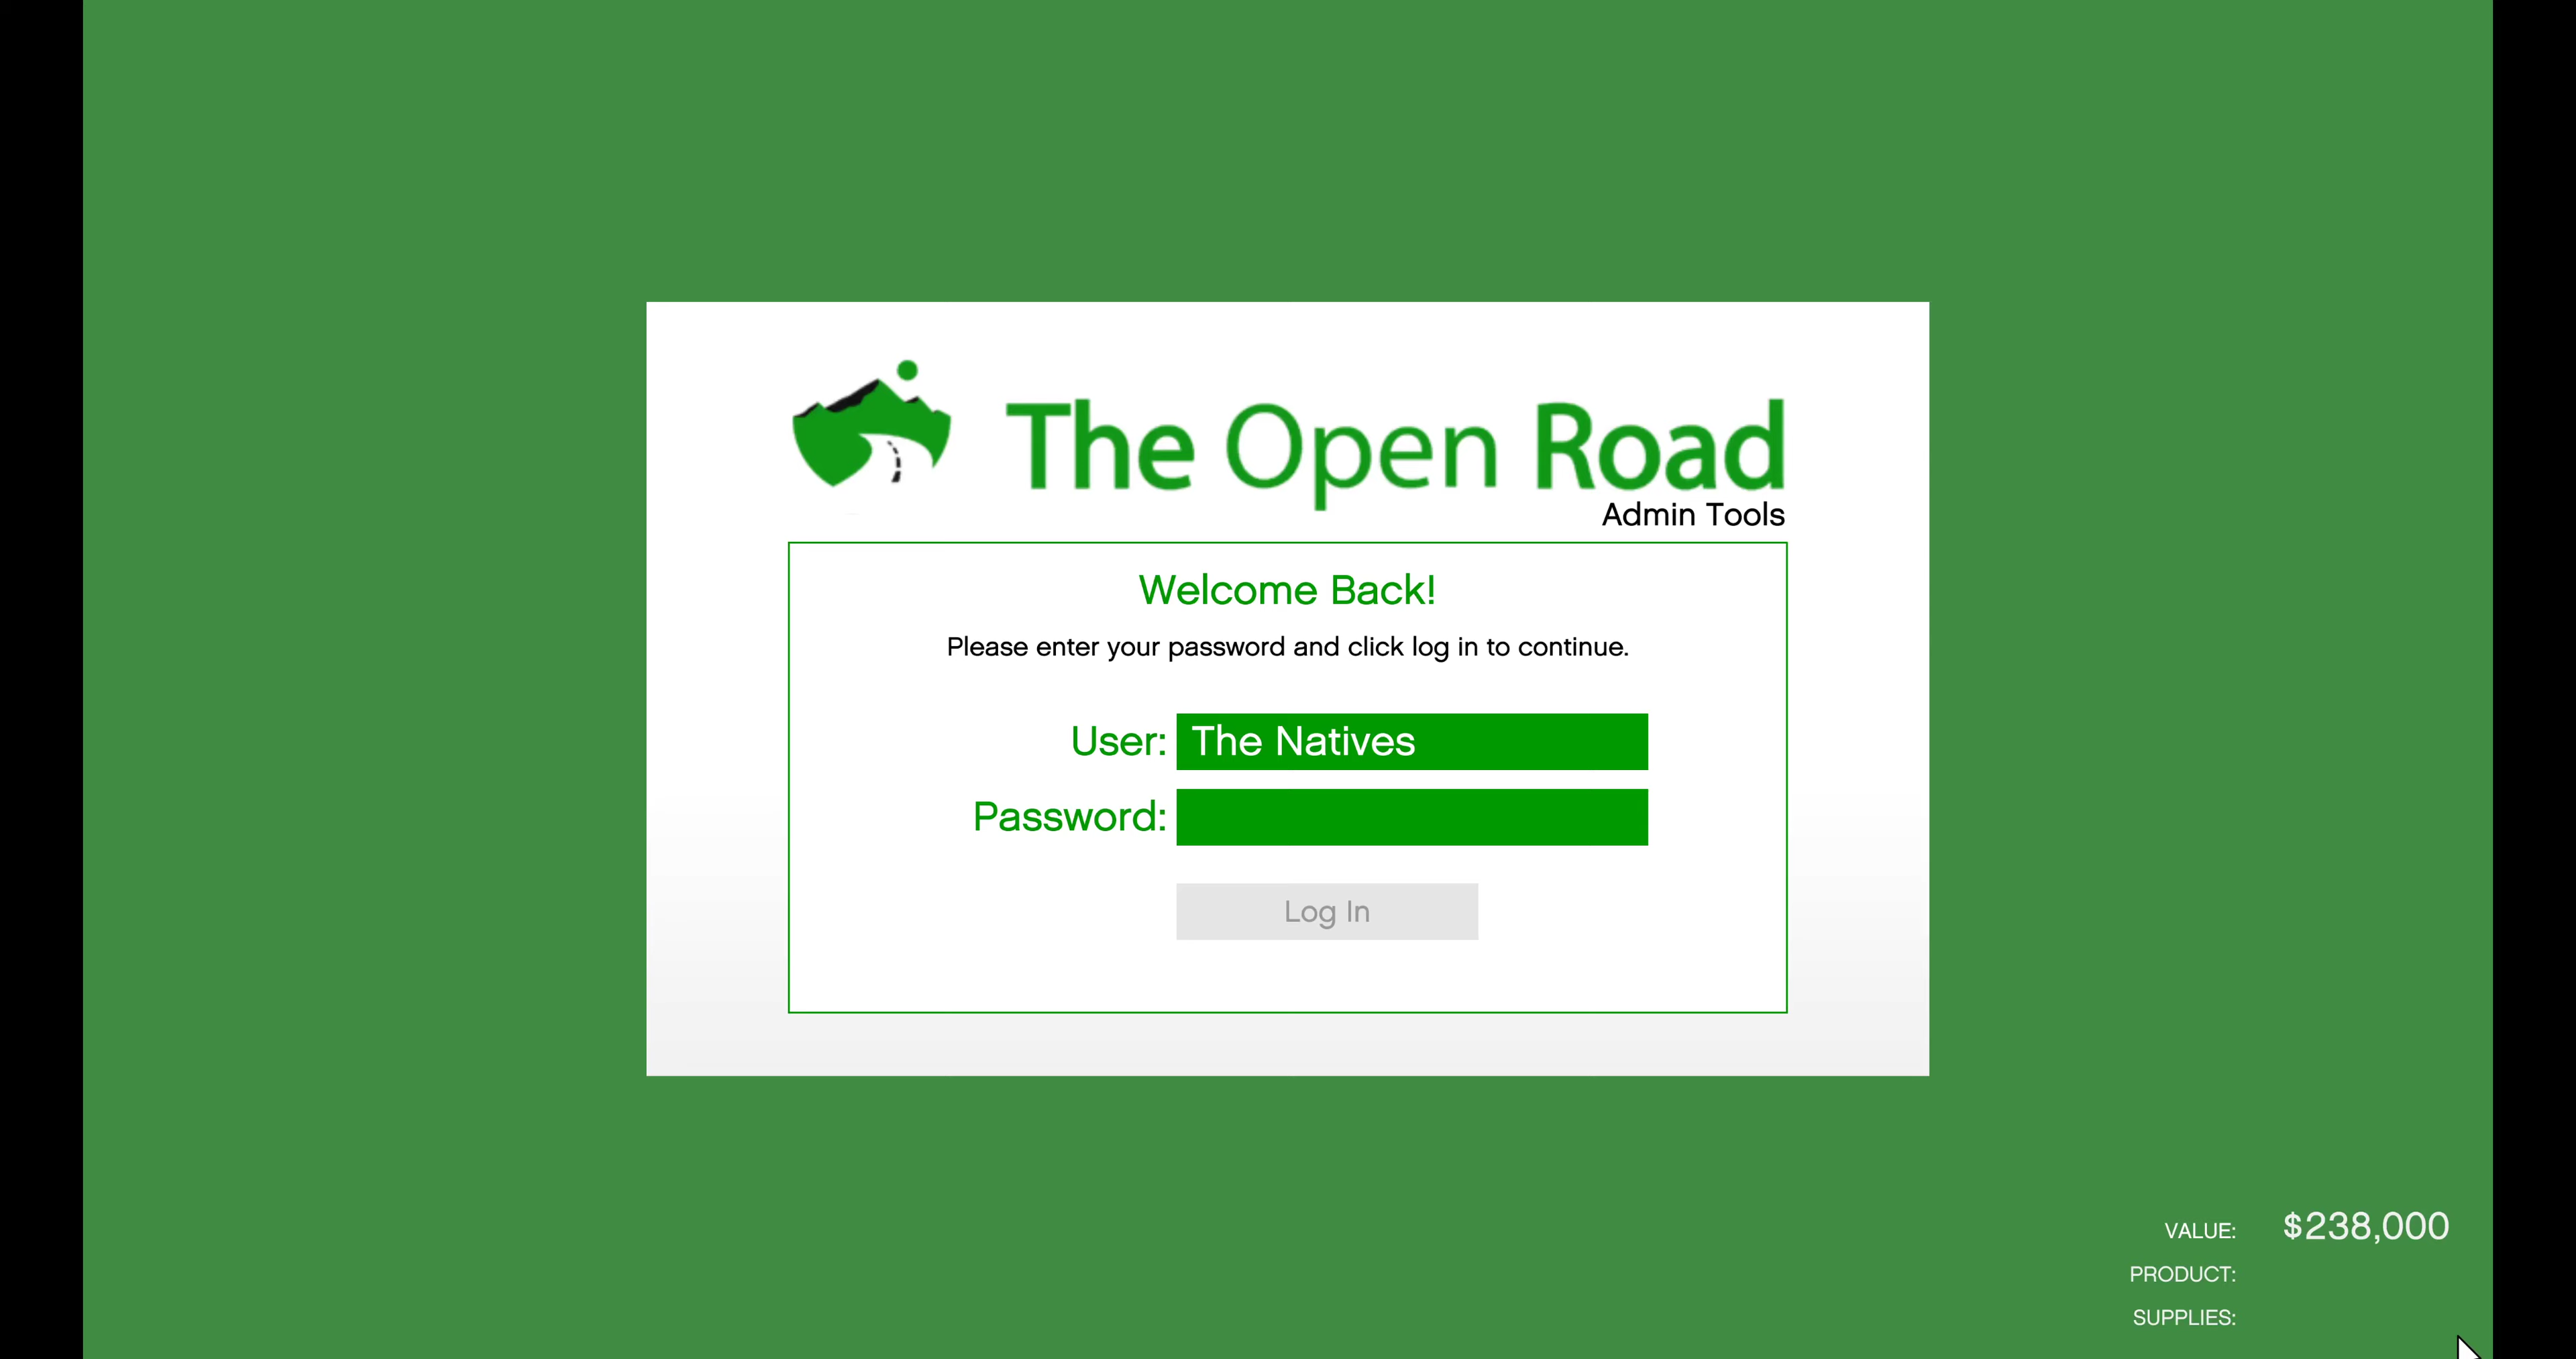 The Open Road
Admin Tools
Welcome Back!
Please enter your password and click log in to continue.
User: The Natives
Password:
Log In
VALUE: $238,000
PRODUCT:
SUPPLIES: